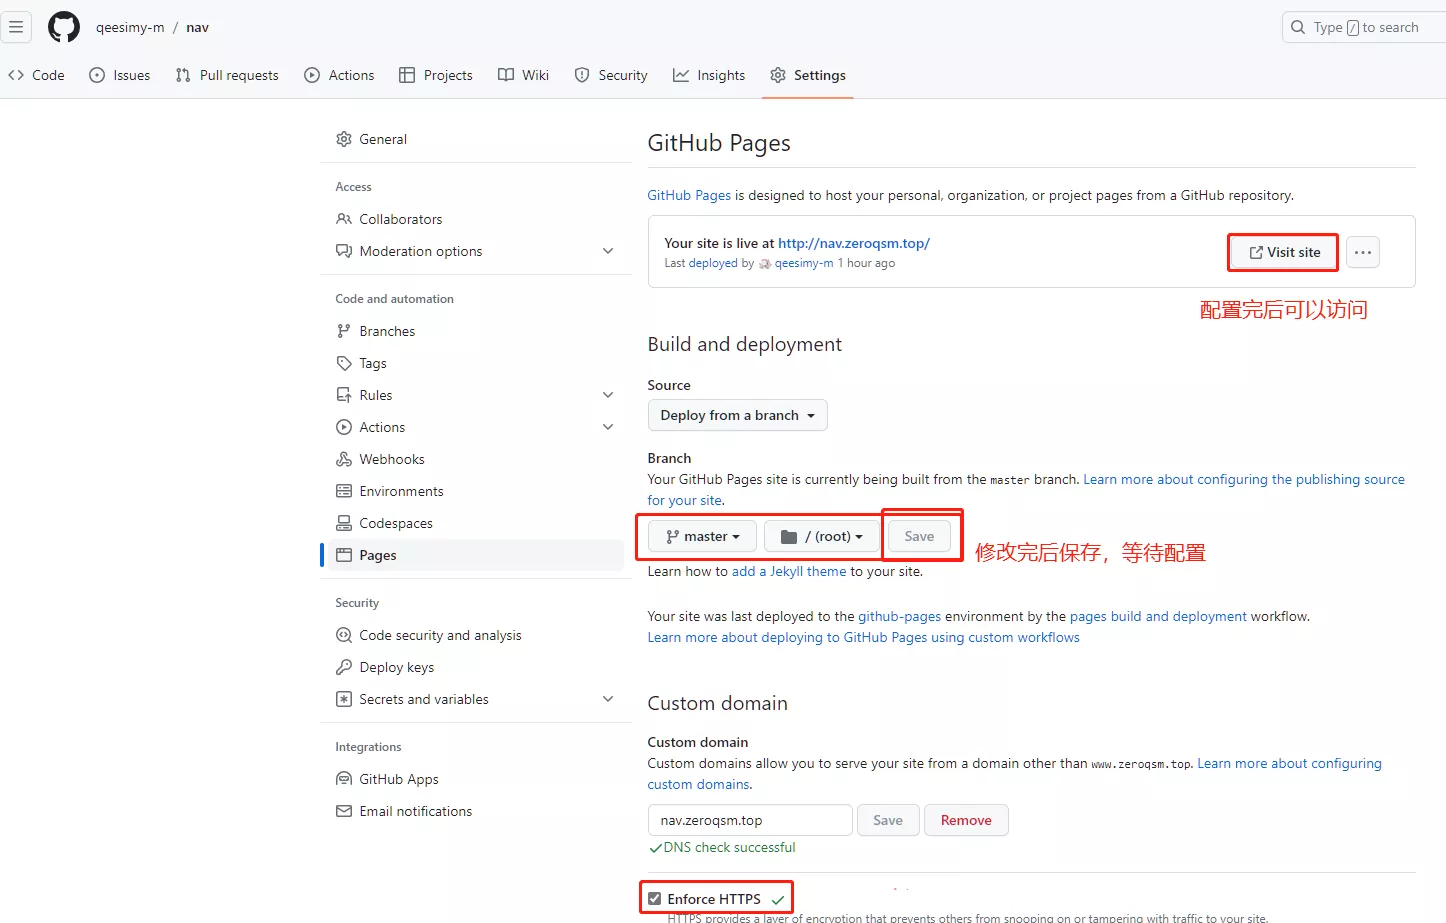 qeesimy-m / nav
Type / to search
Code
Issues
Pull requests
Actions
Projects
Wiki
Security
Insights
Settings
General
Access
Collaborators
Moderation options
Code and automation
Branches
Tags
Rules
Actions
Webhooks
Environments
Codespaces
Pages
Security
Code security and analysis
Deploy keys
Secrets and variables
Integrations
GitHub Apps
Email notifications
GitHub Pages
GitHub Pages is designed to host your personal, organization, or project pages from a GitHub repository.
Your site is live at http://nav.zeroqsm.top/
Last deployed by qeesimy-m 1 hour ago
Visit site
配置完后可以访问
Build and deployment
Source
Deploy from a branch
Branch
Your GitHub Pages site is currently being built from the master branch. Learn more about configuring the publishing source
for your site.
master
/ (root)
Save
修改完后保存，等待配置
Learn how to add a Jekyll theme to your site.
Your site was last deployed to the github-pages environment by the pages build and deployment workflow.
Learn more about deploying to GitHub Pages using custom workflows
Custom domain
Custom domain
Custom domains allow you to serve your site from a domain other than www.zeroqsm.top. Learn more about configuring
custom domains.
nav.zeroqsm.top
Save
Remove
DNS check successful
Enforce HTTPS
HTTPS provides a layer of encryption that prevents others from snooping on or tampering with traffic to your site.